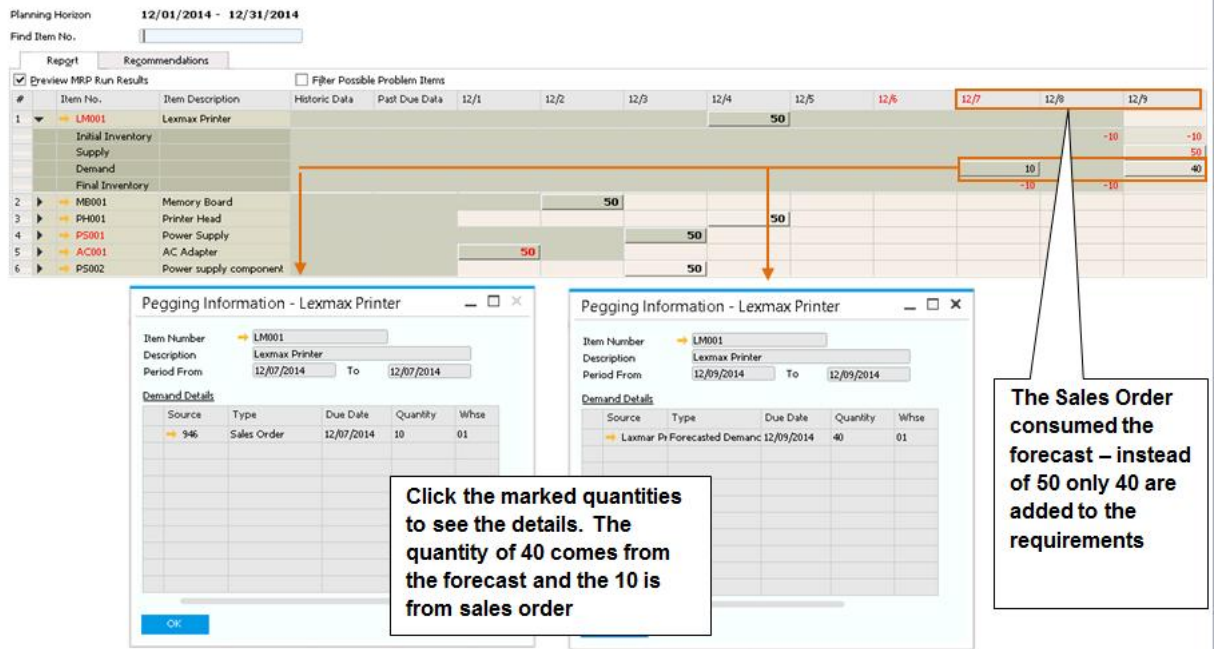 Planning Horizon 12/01/2014 - 12/31/2014
Find Item No.
Report Recommendations
Preview MRP Run Results Filter Possible Problem Items
# Item No. Item Description Historic Data Past Due Data 12/1 12/2 12/3 12/4 12/5 12/6 12/7 12/8 12/9
1 LM001 Lexmax Printer 50
Initial Inventory -10 -10
Supply 50
Demand 10 40
Final Inventory -10 -10
2 MB001 Memory Board 50
3 PH001 Printer Head 50
4 PS001 Power Supply 50
5 AC001 AC Adapter 50
6 PS002 Power supply component 50
Pegging Information - Lexmax Printer
Item Number LM001
Description Lexmax Printer
Period From 12/07/2014 To 12/07/2014
Demand Details
Source Type Due Date Quantity Whse
946 Sales Order 12/07/2014 10 01
OK
Pegging Information - Lexmax Printer
Item Number LM001
Description Lexmax Printer
Period From 12/09/2014 To 12/09/2014
Demand Details
Source Type Due Date Quantity Whse
Laxmar Pr Forecasted Demanc 12/09/2014 40 01
Click the marked quantities
to see the details. The
quantity of 40 comes from
the forecast and the 10 is
from sales order
The Sales Order
consumed the
forecast – instead
of 50 only 40 are
added to the
requirements